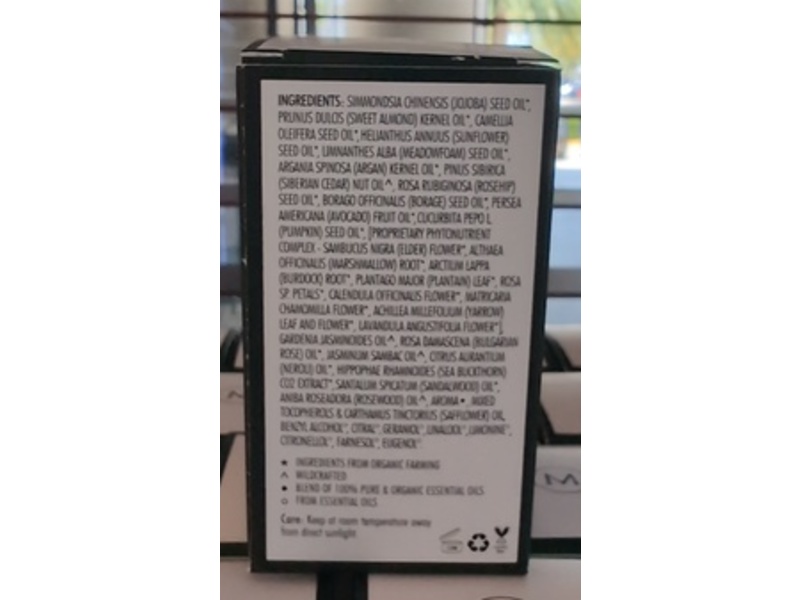 INGREDIENTS: SIMMONDSIA CHINENSIS (JOJOBA) SEED OIL*,
PRUNUS DULCIS (SWEET ALMOND) KERNEL OIL*, CAMELLIA
OLEIFERA SEED OIL*, HELIANTHUS ANNUUS (SUNFLOWER)
SEED OIL*, LIMNANTHES ALBA (MEADOWFOAM) SEED OIL*,
ARGANIA SPINOSA (ARGAN) KERNEL OIL*, PINUS SIBIRICA
(SIBERIAN CEDAR) NUT OIL^, ROSA RUBIGINOSA (ROSEHIP)
SEED OIL*, BORAGO OFFICINALIS (BORAGE) SEED OIL*, PERSEA
AMERICANA (AVOCADO) FRUIT OIL*, CUCURBITA PEPO L
(PUMPKIN) SEED OIL*, [PROPRIETARY PHYTONUTRIENT
COMPLEX - SAMBUCUS NIGRA (ELDER) FLOWER*, ALTHAEA
OFFICINALIS (MARSHMALLOW) ROOT*, ARCTIUM LAPPA
(BURDOCK) ROOT*, PLANTAGO MAJOR (PLANTAIN) LEAF*, ROSA
SP. PETALS*, CALENDULA OFFICINALIS FLOWER*, MATRICARIA
CHAMOMILLA FLOWER*, ACHILLEA MILLEFOLIUM (YARROW)
LEAF AND FLOWER*, LAVANDULA ANGUSTIFOLIA FLOWER*],
GARDENIA JASMINOIDES OIL^, ROSA DAMASCENA (BULGARIAN
ROSE) OIL*, JASMINUM SAMBAC OIL^, CITRUS AURANTIUM
(NEROLI) OIL*, HIPPOPHAE RHAMNOIDES (SEA BUCKTHORN)
CO2 EXTRACT*, SANTALUM SPICATUM (SANDALWOOD) OIL*,
ANIBA ROSEADORA (ROSEWOOD) OIL^, AROMA•, MIXED
TOCOPHEROLS & CARTHAMUS TINCTORIUS (SAFFLOWER) OIL,
BENZYL ALCOHOL°, CITRAL°, GERANIOL°, LINALOOL°, LIMONINE°,
CITRONELLOL°, FARNESOL°, EUGENOL°
★ INGREDIENTS FROM ORGANIC FARMING
^ WILDCRAFTED
● BLEND OF 100% PURE & ORGANIC ESSENTIAL OILS
○ FROM ESSENTIAL OILS
Care: Keep at room temperature away
from direct sunlight.
M